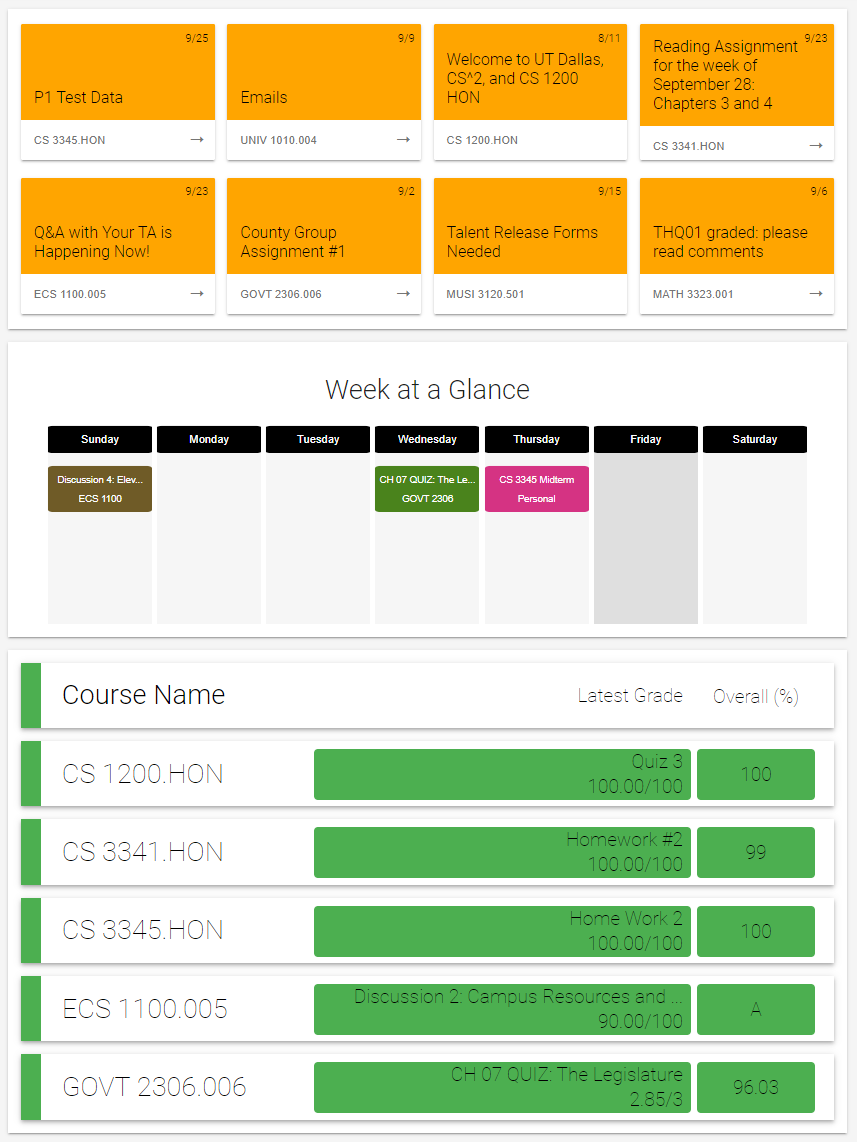 9/25
P1 Test Data
CS 3345.HON →
9/9
Emails
UNIV 1010.004 →
8/11
Welcome to UT Dallas,
CS^2, and CS 1200
HON
CS 1200.HON
9/23
Reading Assignment
for the week of
September 28:
Chapters 3 and 4
CS 3341.HON →
9/23
Q&A with Your TA is
Happening Now!
ECS 1100.005 →
9/2
County Group
Assignment #1
GOVT 2306.006 →
9/15
Talent Release Forms
Needed
MUSI 3120.501
9/6
THQ01 graded: please
read comments
MATH 3323.001 →
Week at a Glance
Sunday Monday Tuesday Wednesday Thursday Friday Saturday
Discussion 4: Elev...
ECS 1100
CH 07 QUIZ: The Le...
GOVT 2306
CS 3345 Midterm
Personal
Course Name Latest Grade Overall (%)
CS 1200.HON
Quiz 3
100.00/100
100
CS 3341.HON
Homework #2
100.00/100
99
CS 3345.HON
Home Work 2
100.00/100
100
ECS 1100.005
Discussion 2: Campus Resources and ...
90.00/100
A
GOVT 2306.006
CH 07 QUIZ: The Legislature
2.85/3
96.03